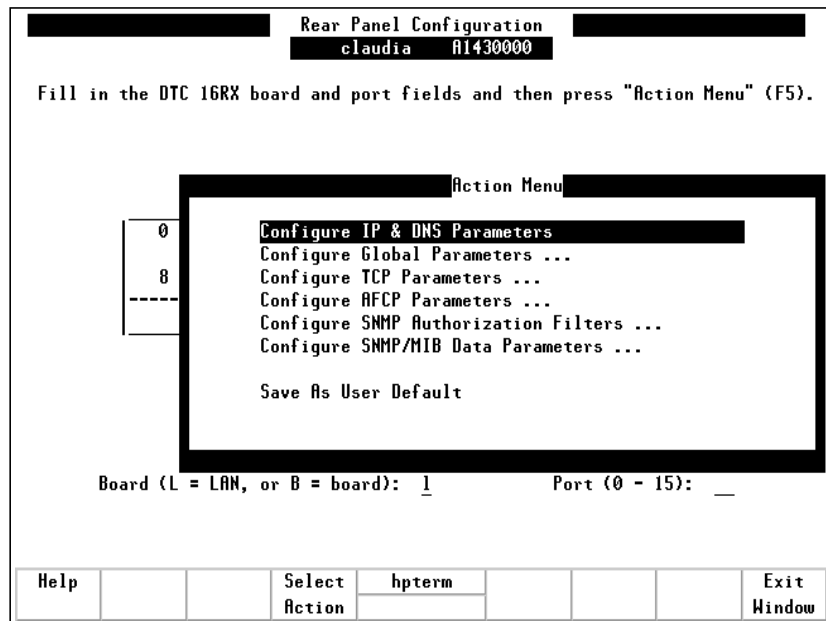 Rear Panel Configuration
claudia A1430000
Fill in the DTC 16RX board and port fields and then press "Action Menu" (F5).
Action Menu
0 Configure IP & DNS Parameters
Configure Global Parameters ...
8 Configure TCP Parameters ...
Configure AFCP Parameters ...
Configure SNMP Authorization Filters ...
Configure SNMP/MIB Data Parameters ...
Save As User Default
Board (L = LAN, or B = board): l Port (0 - 15): __
Help Select Action hpterm Exit Window